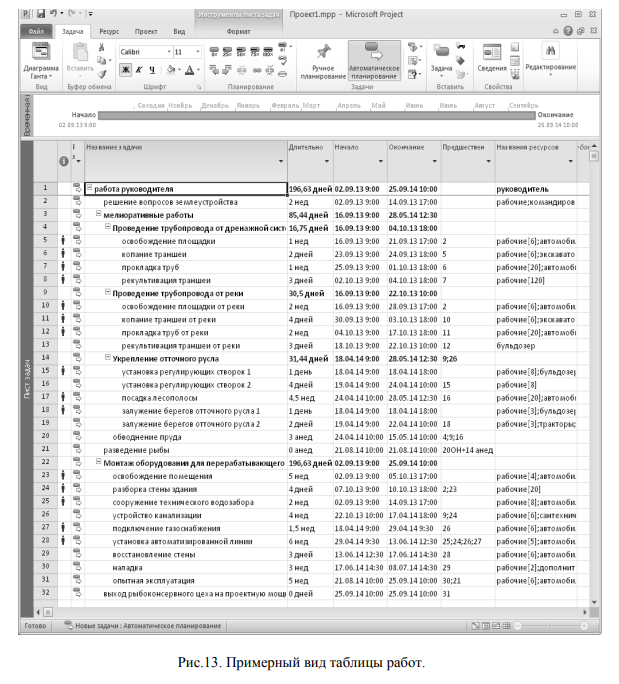 Инструменты листа задач Проект1.mpp - Microsoft Project
Файл Задача Ресурс Проект Вид Формат
Диаграмма Ганта Вставить Calibri 11 Ж К Ч Ручное планирование Автоматическое планирование Задача Сведения Редактирование
Вид Буфер обмена Шрифт Планирование Задачи Вставить Свойства
Временная
Сегодня Ноябрь Декабрь Январь Февраль Март Апрель Май Июнь Июль Август Сентябрь
Начало Окончание
02.09.13 9:00 25.09.14 10:00
Название задачи Длительно Начало Окончание Предшествен Названия ресурсов
Лист задач
1 работа руководителя 196,63 дней 02.09.13 9:00 25.09.14 10:00 руководитель
2 решение вопросов землеустройства 2 нед 02.09.13 9:00 14.09.13 17:00 рабочие;командиров
3 мелиоративные работы 85,44 дней 16.09.13 9:00 28.05.14 12:30
4 Проведение трубопровода от дренажной сист 16,75 дней 16.09.13 9:00 04.10.13 18:00
5 освобождение площадки 1 нед 16.09.13 9:00 21.09.13 17:00 2 рабочие[6];автомоби.
6 копание траншеи 2 дней 23.09.13 9:00 24.09.13 18:00 5 рабочие[6];экскавато
7 прокладка труб 1 нед 25.09.13 9:00 01.10.13 18:00 6 рабочие[20];автомоби
8 рекультивация траншеи 3 дней 02.10.13 9:00 04.10.13 18:00 7 рабочие[120]
9 Проведение трубопровода от реки 30,5 дней 16.09.13 9:00 22.10.13 10:00
10 освобождение площадки от реки 2 нед 16.09.13 9:00 28.09.13 17:00 2 рабочие[6];автомоби.
11 копание траншеи от реки 4 дней 30.09.13 9:00 03.10.13 18:00 10 рабочие[6];экскавато
12 прокладка труб от реки 2 нед 04.10.13 9:00 17.10.13 18:00 11 рабочие[20];автомоби
13 рекультивация траншеи от реки 3 дней 18.10.13 9:00 22.10.13 10:00 12 бульдозер
14 Укрепление отточного русла 31,44 дней 18.04.14 9:00 28.05.14 12:30 9;26
15 установка регулирующих створок 1 1 день 18.04.14 9:00 18.04.14 18:00 рабочие[8];бульдозер
16 установка регулирующих створок 2 4 дней 19.04.14 9:00 24.04.14 10:00 15 рабочие[8]
17 посадка лесополосы 4,5 нед 24.04.14 10:00 28.05.14 12:30 16 рабочие[20];автомоби
18 залужение берегов отточного русла 1 1 день 18.04.14 9:00 18.04.14 18:00 рабочие[3];бульдозер
19 залужение берегов отточного русла 2 2 дней 19.04.14 9:00 22.04.14 10:00 18 рабочие[3];тракторы;
20 обводнение пруда 3 анед 24.04.14 10:00 15.05.14 10:00 4;9;16
21 разведение рыбы 0 анед 21.08.14 10:00 21.08.14 10:00 20ОН+14 анед
22 Монтаж оборудования для перерабатывающего 196,63 дней 02.09.13 9:00 25.09.14 10:00
23 освобождение помещения 5 нед 02.09.13 9:00 05.10.13 17:00 рабочие[4];автомоби.
24 разборка стены здания 4 дней 07.10.13 9:00 10.10.13 18:00 2;23 рабочие[20]
25 сооружение технического водозабора 2 нед 02.09.13 9:00 14.09.13 17:00 рабочие[8];автомоби.
26 устройство канализации 4 нед 22.10.13 10:00 17.04.14 18:00 9;24 рабочие[6];сантехнич
27 подключение газоснабжения 1,5 нед 18.04.14 9:00 29.04.14 9:30 26 рабочие[6];автомоби.
28 установка автоматизированной линии 6 нед 29.04.14 9:30 13.06.14 12:30 25;24;26;27 рабочие[5];автомоби.
29 восстановление стены 3 дней 13.06.14 12:30 17.06.14 14:30 28 рабочие[6];автомоби.
30 наладка 3 нед 17.06.14 14:30 08.07.14 14:30 29 рабочие[2];дополнит
31 опытная эксплуатация 5 нед 21.08.14 10:00 25.09.14 10:00 30;21 рабочие[6];автомоби.
32 выход рыбоконсервного цеха на проектную мощ 0 дней 25.09.14 10:00 25.09.14 10:00 31
Готово Новые задачи : Автоматическое планирование
Рис.13. Примерный вид таблицы работ.